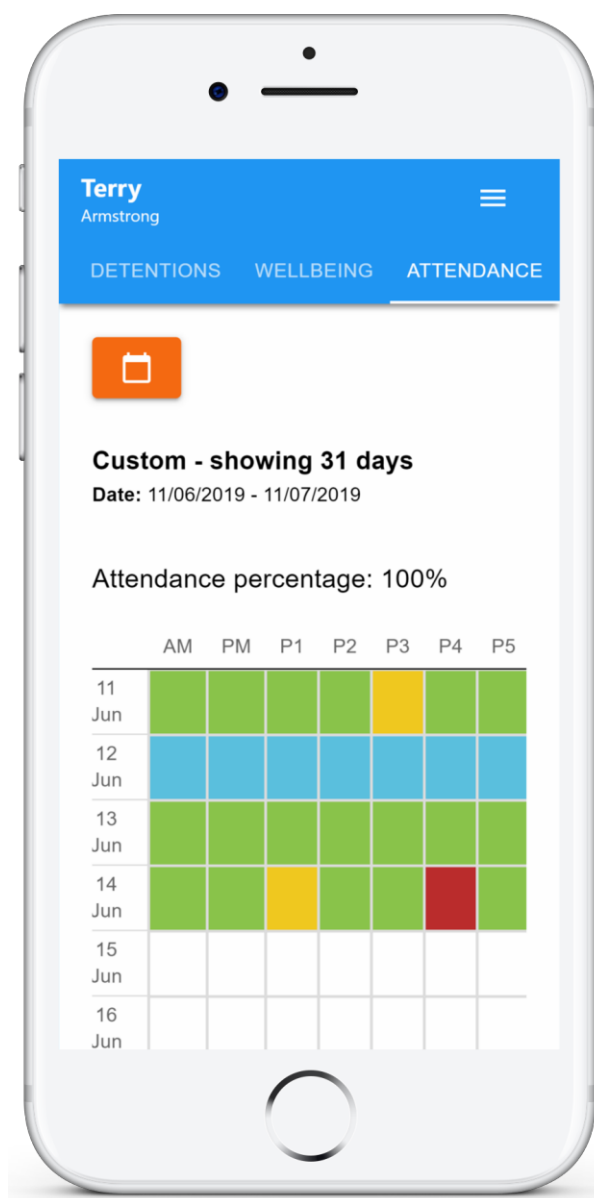 Terry
Armstrong
DETENTIONS WELLBEING ATTENDANCE
Custom - showing 31 days
Date: 11/06/2019 - 11/07/2019
Attendance percentage: 100%
AM PM P1 P2 P3 P4 P5
11
Jun
12
Jun
13
Jun
14
Jun
15
Jun
16
Jun